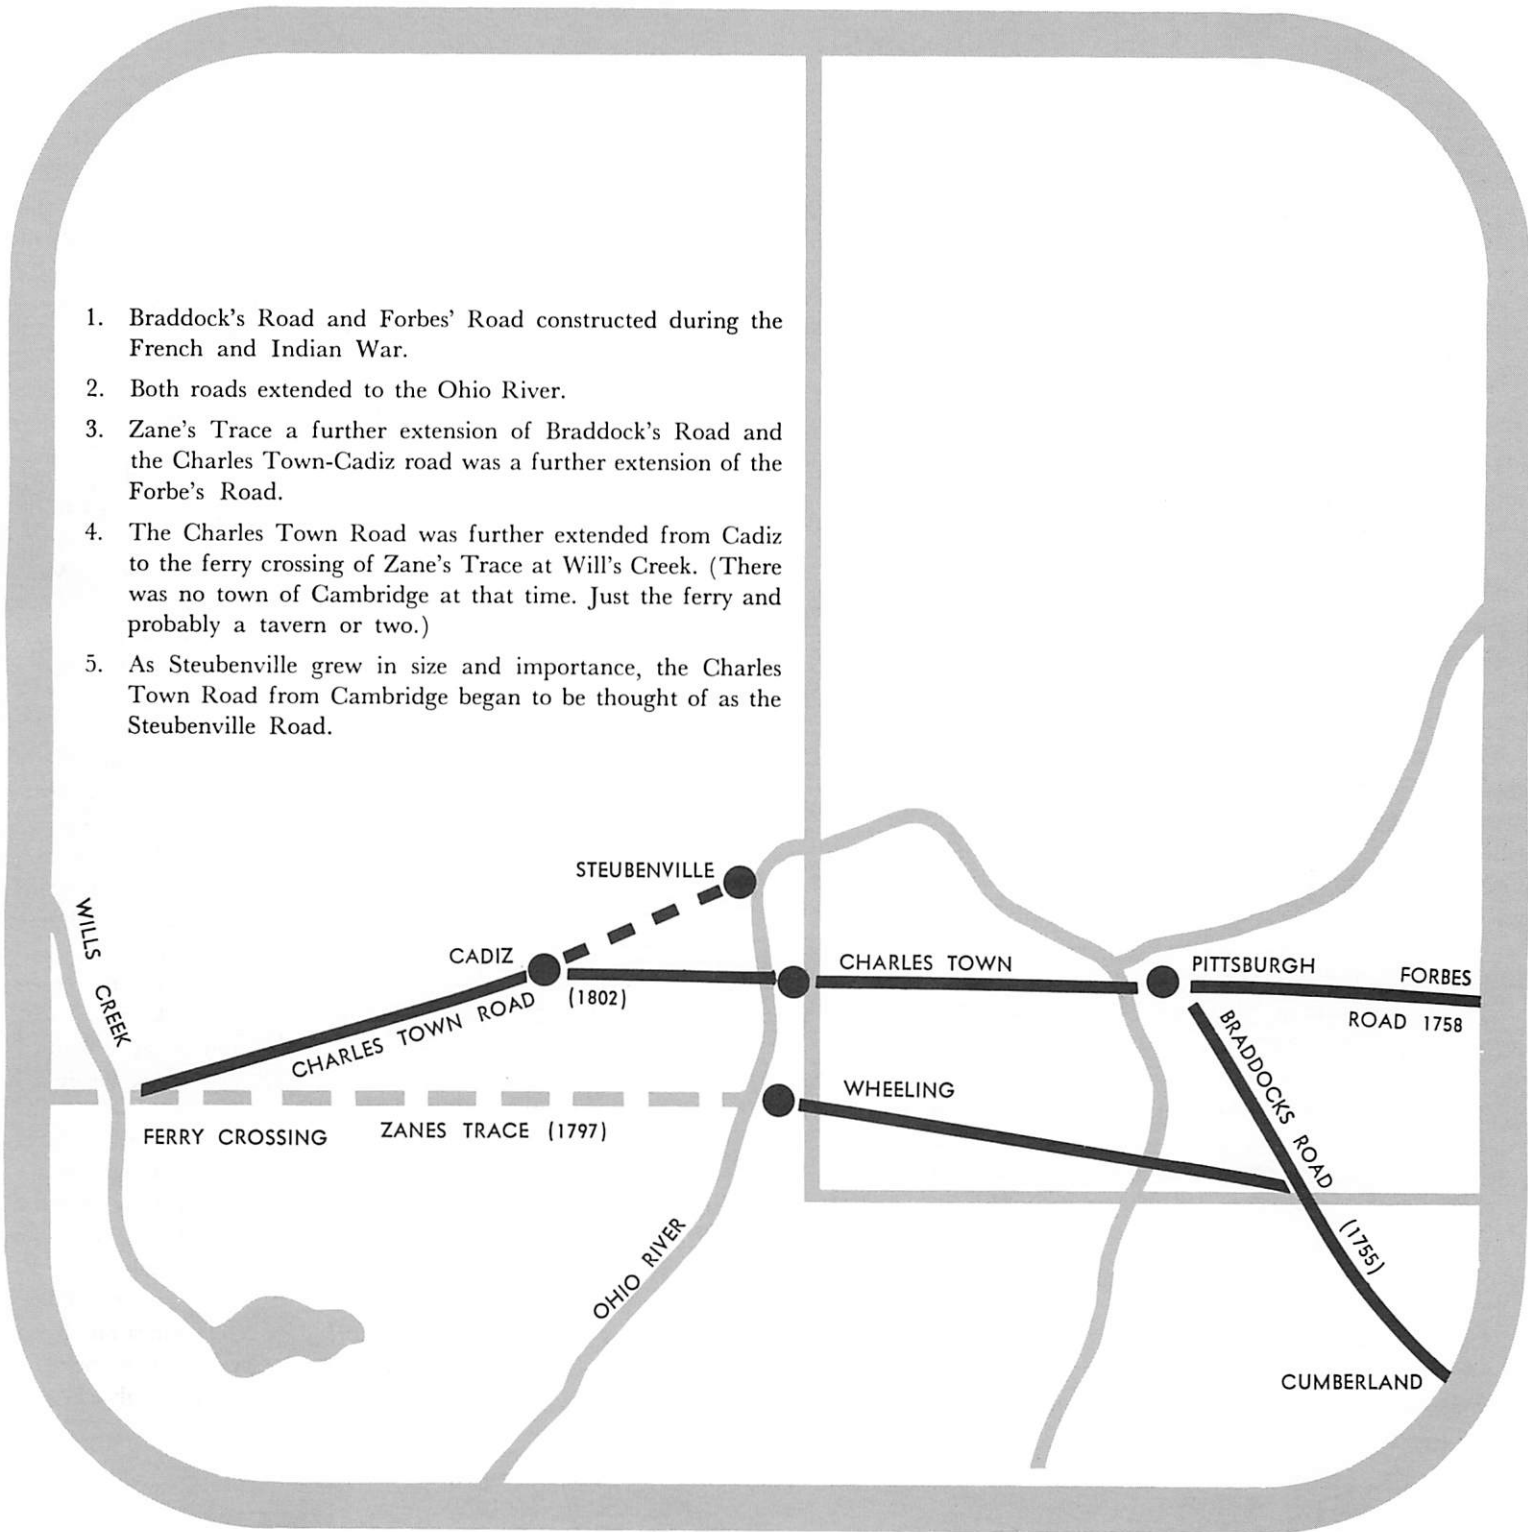 1. Braddock's Road and Forbes' Road constructed during the
French and Indian War.
2. Both roads extended to the Ohio River.
3. Zane's Trace a further extension of Braddock's Road and
the Charles Town-Cadiz road was a further extension of the
Forbe's Road.
4. The Charles Town Road was further extended from Cadiz
to the ferry crossing of Zane's Trace at Will's Creek. (There
was no town of Cambridge at that time. Just the ferry and
probably a tavern or two.)
5. As Steubenville grew in size and importance, the Charles
Town Road from Cambridge began to be thought of as the
Steubenville Road.
STEUBENVILLE
WILLS CREEK
CADIZ
CHARLES TOWN
PITTSBURGH
FORBES
ROAD 1758
(1802)
CHARLES TOWN ROAD
BRADDOCKS ROAD
(1755)
WHEELING
FERRY CROSSING
ZANES TRACE (1797)
OHIO RIVER
CUMBERLAND